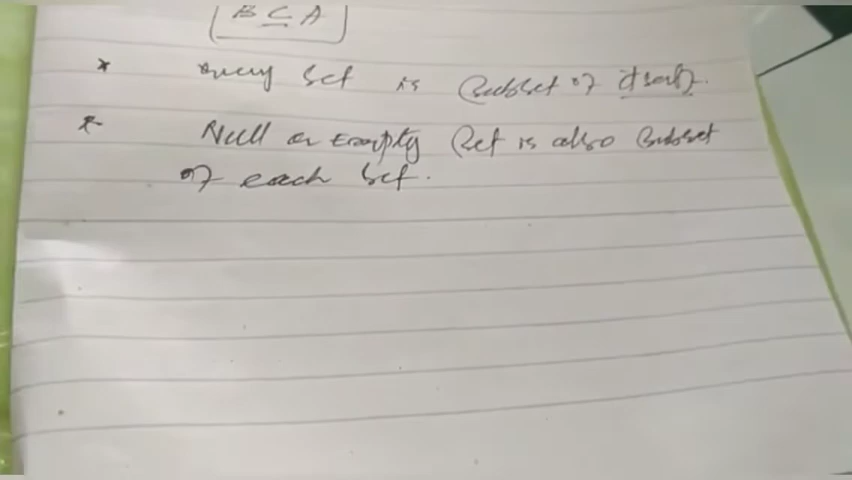 B ⊆ A
* every set is subset of itself.
* Null or Empty set is also subset
of each set.